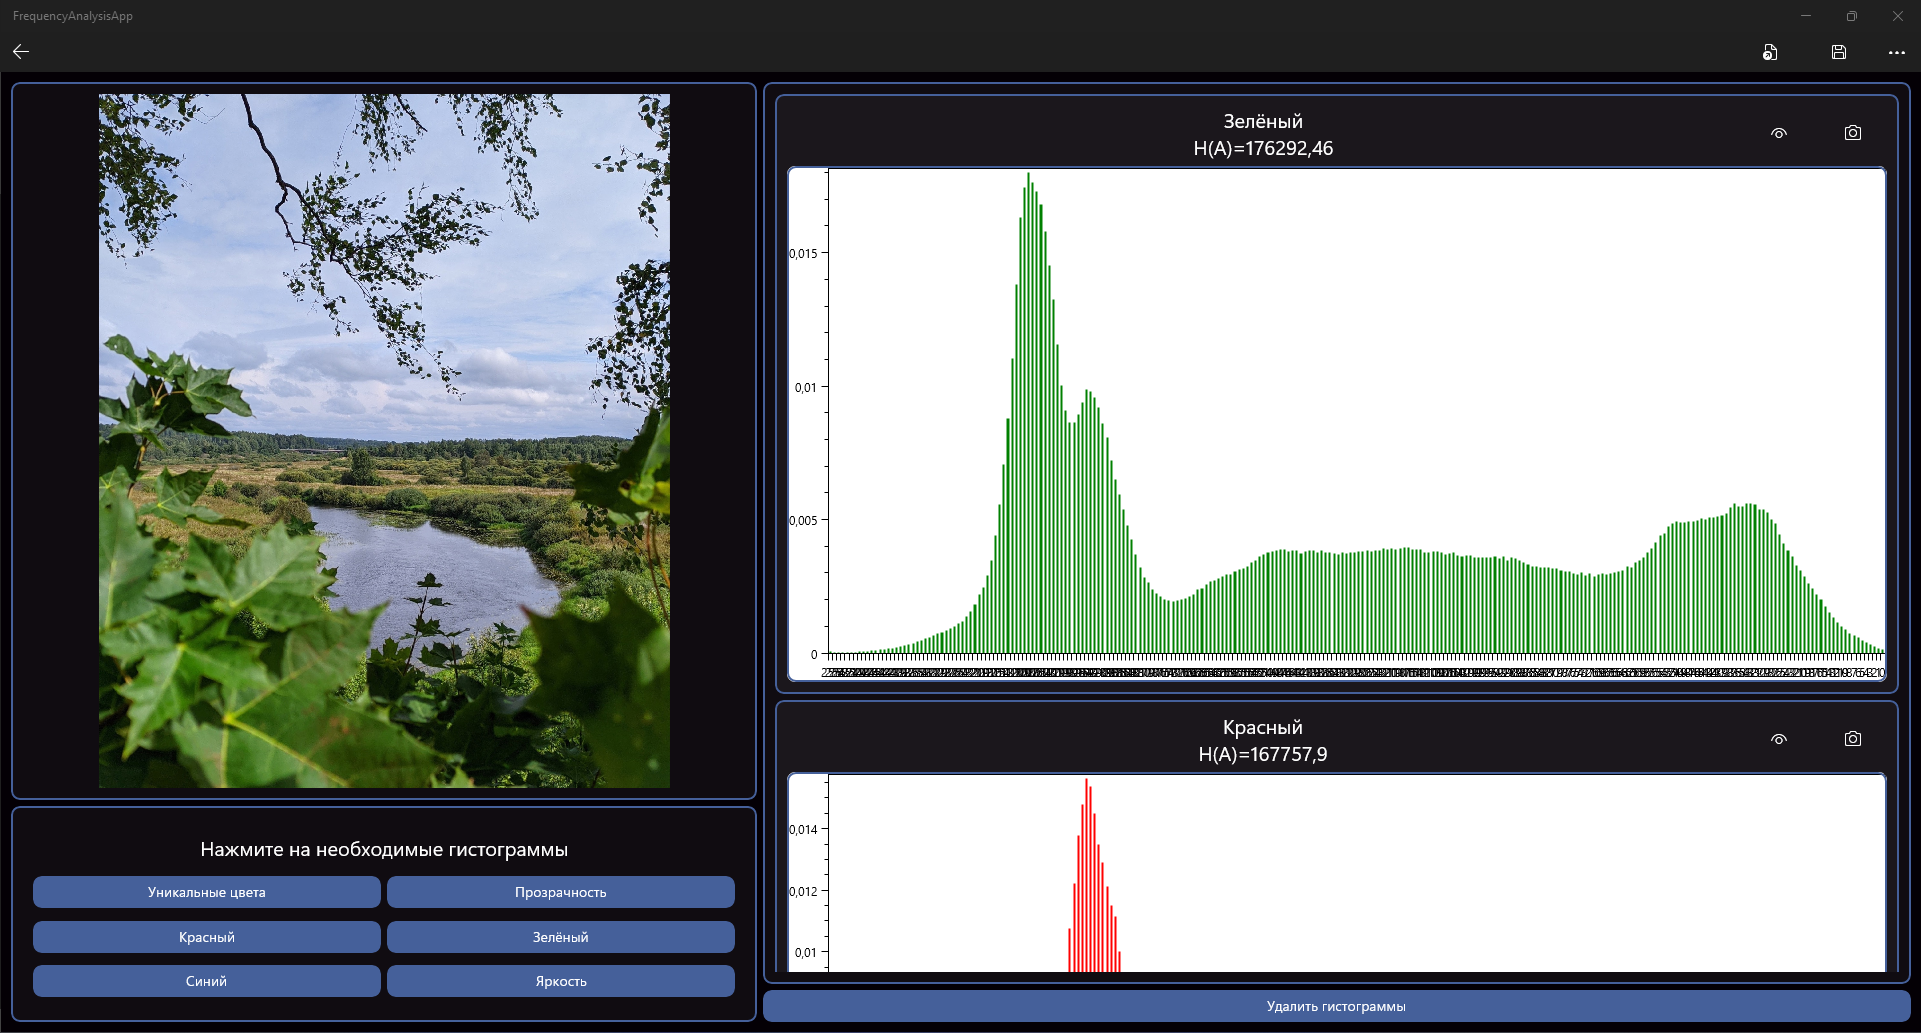 FrequencyAnalysisApp
Зелёный
H(A)=176292,46
0,015
0,01
0,005
0
Красный
H(A)=167757,9
0,014
0,012
0,01
Нажмите на необходимые гистограммы
Уникальные цвета
Прозрачность
Красный
Зелёный
Синий
Яркость
Удалить гистограммы